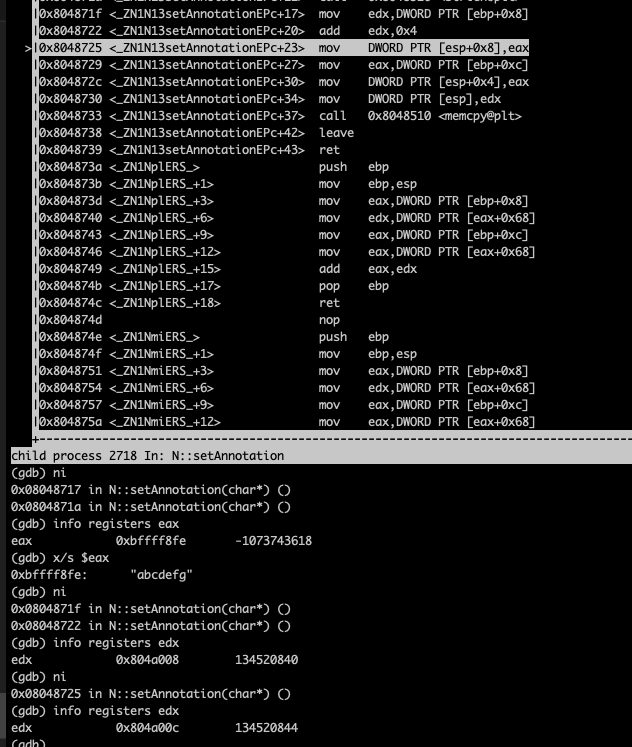 |0x804871f <_ZN1N13setAnnotationEPc+17> mov edx,DWORD PTR [ebp+0x8]
|0x8048722 <_ZN1N13setAnnotationEPc+20> add edx,0x4
>|0x8048725 <_ZN1N13setAnnotationEPc+23> mov DWORD PTR [esp+0x8],eax
|0x8048729 <_ZN1N13setAnnotationEPc+27> mov eax,DWORD PTR [ebp+0xc]
|0x804872c <_ZN1N13setAnnotationEPc+30> mov DWORD PTR [esp+0x4],eax
|0x8048730 <_ZN1N13setAnnotationEPc+34> mov DWORD PTR [esp],edx
|0x8048733 <_ZN1N13setAnnotationEPc+37> call 0x8048510 <memcpy@plt>
|0x8048738 <_ZN1N13setAnnotationEPc+42> leave
|0x8048739 <_ZN1N13setAnnotationEPc+43> ret
|0x804873a <_ZN1NplERS_> push ebp
|0x804873b <_ZN1NplERS_+1> mov ebp,esp
|0x804873d <_ZN1NplERS_+3> mov eax,DWORD PTR [ebp+0x8]
|0x8048740 <_ZN1NplERS_+6> mov edx,DWORD PTR [eax+0x68]
|0x8048743 <_ZN1NplERS_+9> mov eax,DWORD PTR [ebp+0xc]
|0x8048746 <_ZN1NplERS_+12> mov eax,DWORD PTR [eax+0x68]
|0x8048749 <_ZN1NplERS_+15> add eax,edx
|0x804874b <_ZN1NplERS_+17> pop ebp
|0x804874c <_ZN1NplERS_+18> ret
|0x804874d nop
|0x804874e <_ZN1NmiERS_> push ebp
|0x804874f <_ZN1NmiERS_+1> mov ebp,esp
|0x8048751 <_ZN1NmiERS_+3> mov eax,DWORD PTR [ebp+0x8]
|0x8048754 <_ZN1NmiERS_+6> mov edx,DWORD PTR [eax+0x68]
|0x8048757 <_ZN1NmiERS_+9> mov eax,DWORD PTR [ebp+0xc]
|0x804875a <_ZN1NmiERS_+12> mov eax,DWORD PTR [eax+0x68]
child process 2718 In: N::setAnnotation
(gdb) ni
0x08048717 in N::setAnnotation(char*) ()
0x0804871a in N::setAnnotation(char*) ()
(gdb) info registers eax
eax 0xbffff8fe -1073743618
(gdb) x/s $eax
0xbffff8fe: "abcdefg"
(gdb) ni
0x0804871f in N::setAnnotation(char*) ()
0x08048722 in N::setAnnotation(char*) ()
(gdb) info registers edx
edx 0x804a008 134520840
(gdb) ni
0x08048725 in N::setAnnotation(char*) ()
(gdb) info registers edx
edx 0x804a00c 134520844
(gdb)